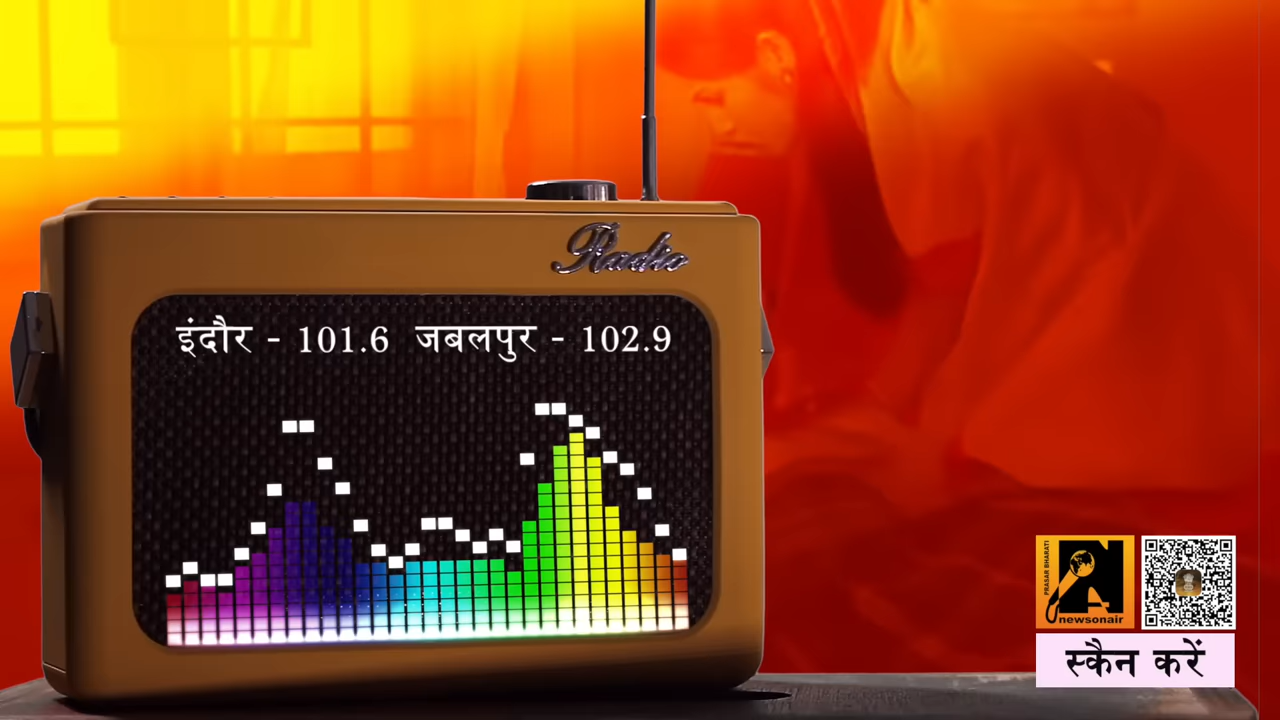 Radio
इंदौर - 101.6 जबलपुर - 102.9
PRASAR BHARATI
newsonair
स्कैन करें